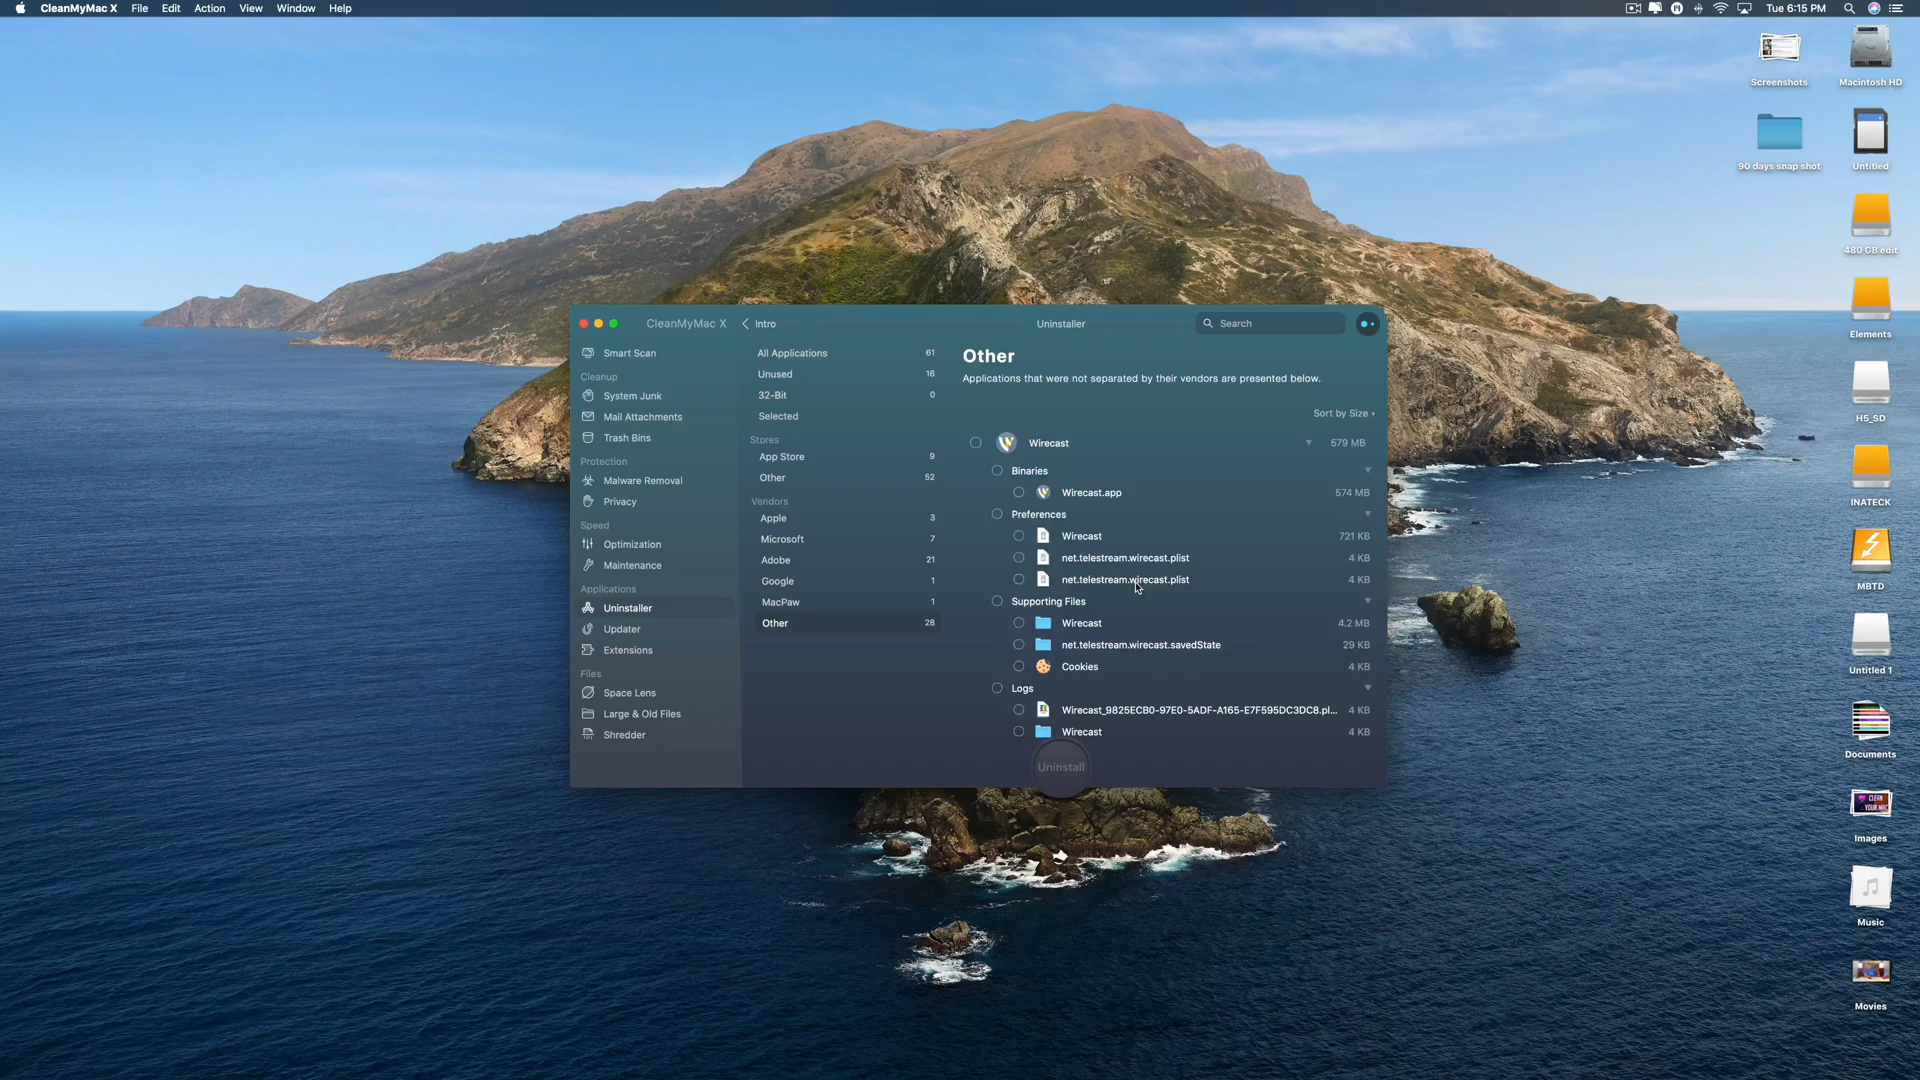 CleanMyMac X File Edit Action View Window Help Tue 6:15 PM
Screenshots
Macintosh HD
90 days snap shot
Untitled
480 GB edit
Elements
H5_SD
INATECK
MBTD
Untitled 1
Documents
Images
Music
Movies
CleanMyMac X
Intro
Uninstaller
Search
Smart Scan
Cleanup
System Junk
Mail Attachments
Trash Bins
Protection
Malware Removal
Privacy
Speed
Optimization
Maintenance
Applications
Uninstaller
Updater
Extensions
Files
Space Lens
Large & Old Files
Shredder
All Applications 61
Unused 16
32-Bit 0
Selected
Stores
App Store 9
Other 52
Vendors
Apple 3
Microsoft 7
Adobe 21
Google 1
MacPaw 1
Other 28
Other
Applications that were not separated by their vendors are presented below.
Sort by Size
Wirecast 579 MB
Binaries
Wirecast.app 574 MB
Preferences
Wirecast 721 KB
net.telestream.wirecast.plist 4 KB
net.telestream.wirecast.plist 4 KB
Supporting Files
Wirecast 4.2 MB
net.telestream.wirecast.savedState 29 KB
Cookies 4 KB
Logs
Wirecast_9825ECB0-97E0-5ADF-A165-E7F595DC3DC8.pl... 4 KB
Wirecast 4 KB
Uninstall
CLEAN
YOUR MAC